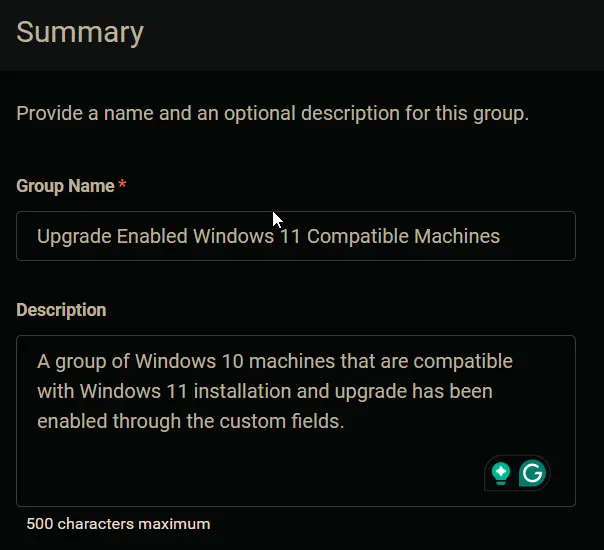 Summary
Provide a name and an optional description for this group.
Group Name *
Upgrade Enabled Windows 11 Compatible Machines
Description
A group of Windows 10 machines that are compatible
with Windows 11 installation and upgrade has been
enabled through the custom fields.
500 characters maximum